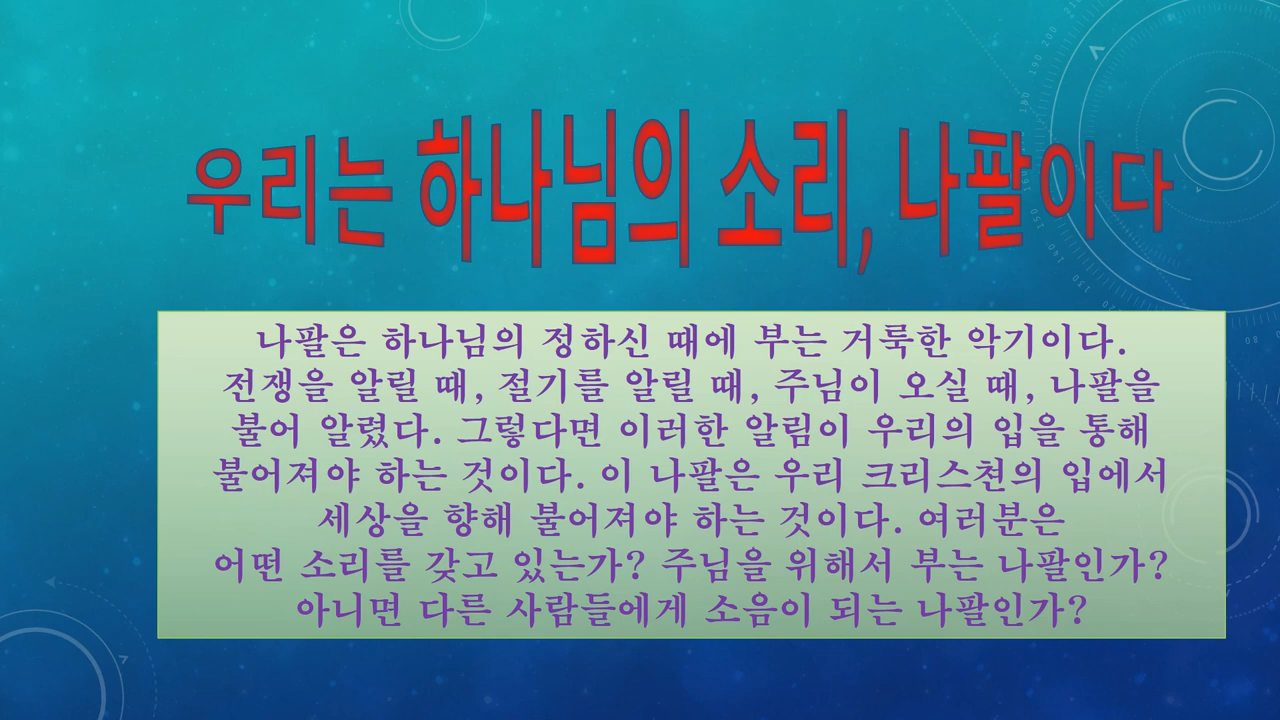 우리는 하나님의 소리, 나팔이다
나팔은 하나님의 정하신 때에 부는 거룩한 악기이다.
전쟁을 알릴 때, 절기를 알릴 때, 주님이 오실 때, 나팔을
불어 알렸다. 그렇다면 이러한 알림이 우리의 입을 통해
불어져야 하는 것이다. 이 나팔은 우리 크리스쳔의 입에서
세상을 향해 불어져야 하는 것이다. 여러분은
어떤 소리를 갖고 있는가? 주님을 위해서 부는 나팔인가?
아니면 다른 사람들에게 소음이 되는 나팔인가?